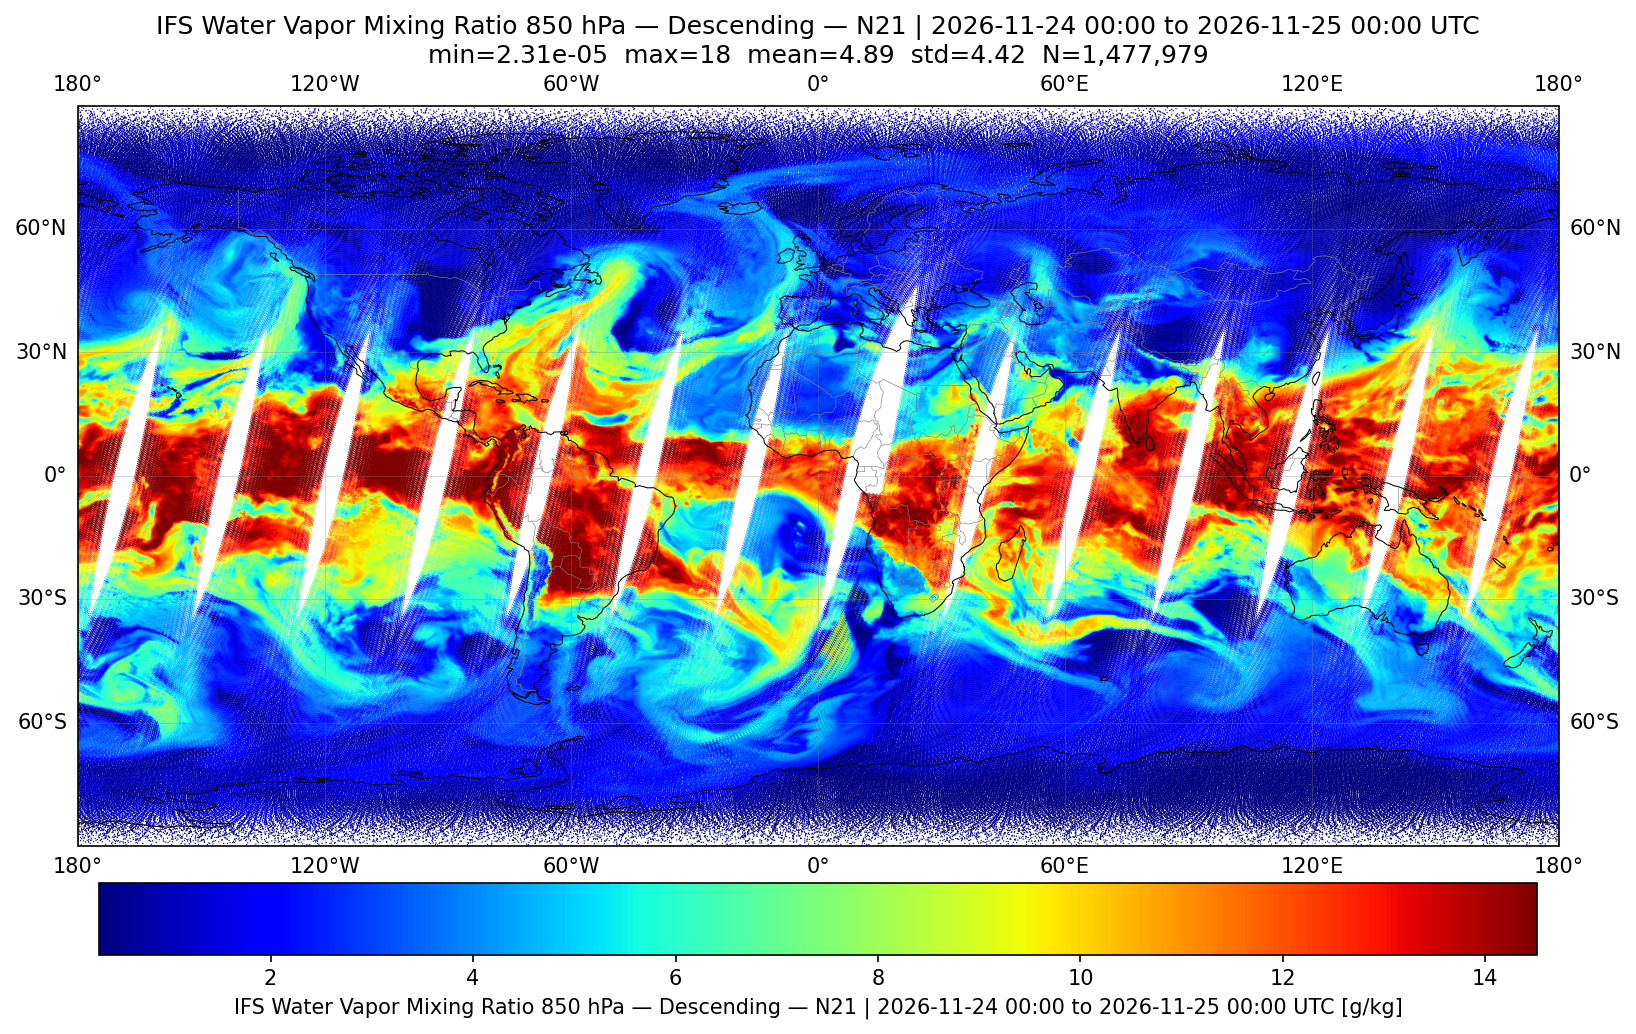 IFS Water Vapor Mixing Ratio 850 hPa — Descending — N21 | 2026-11-24 00:00 to 2026-11-25 00:00 UTC
min=2.31e-05 max=18 mean=4.89 std=4.42 N=1,477,979
180° 120°W 60°W 0° 60°E 120°E 180°
60°N 60°N
30°N 30°N
0° 0°
30°S 30°S
60°S 60°S
180° 120°W 60°W 0° 60°E 120°E 180°
2 4 6 8 10 12 14
IFS Water Vapor Mixing Ratio 850 hPa — Descending — N21 | 2026-11-24 00:00 to 2026-11-25 00:00 UTC [g/kg]